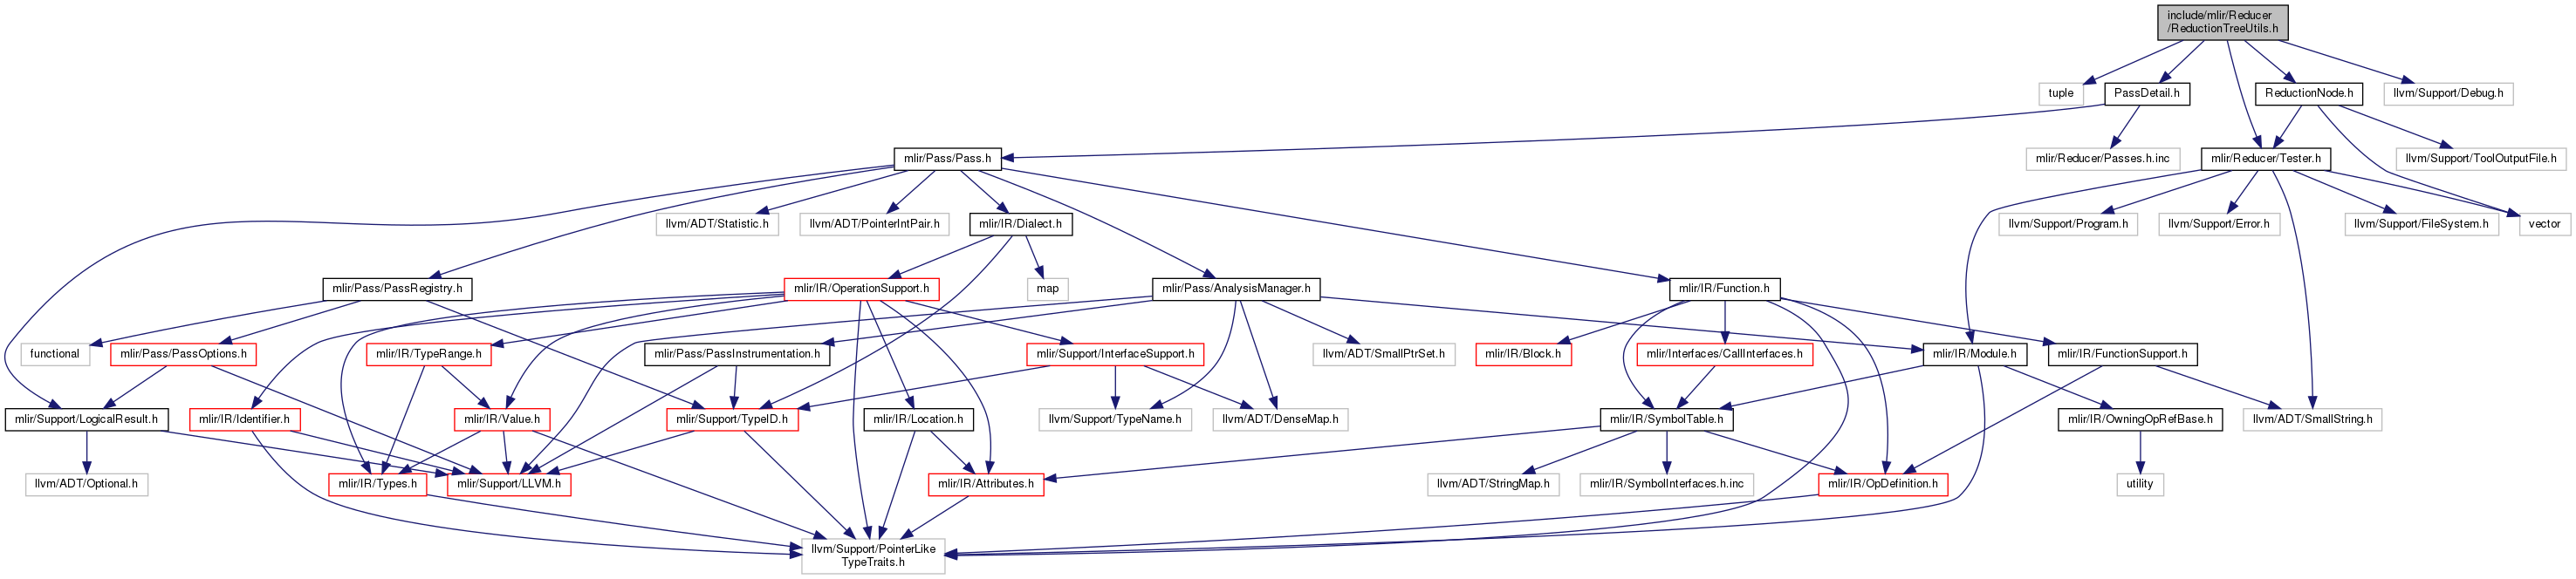 include/mlir/Reducer
/ReductionTreeUtils.h
tuple
PassDetail.h
ReductionNode.h
llvm/Support/Debug.h
mlir/Pass/Pass.h
mlir/Reducer/Passes.h.inc
mlir/Reducer/Tester.h
llvm/Support/ToolOutputFile.h
llvm/ADT/Statistic.h
llvm/ADT/PointerIntPair.h
mlir/IR/Dialect.h
llvm/Support/Program.h
llvm/Support/Error.h
llvm/Support/FileSystem.h
vector
mlir/Pass/PassRegistry.h
mlir/IR/OperationSupport.h
map
mlir/Pass/AnalysisManager.h
mlir/IR/Function.h
functional
mlir/Pass/PassOptions.h
mlir/IR/TypeRange.h
mlir/Pass/PassInstrumentation.h
mlir/Support/InterfaceSupport.h
llvm/ADT/SmallPtrSet.h
mlir/IR/Block.h
mlir/Interfaces/CallInterfaces.h
mlir/IR/Module.h
mlir/IR/FunctionSupport.h
mlir/Support/LogicalResult.h
mlir/IR/Identifier.h
mlir/IR/Value.h
mlir/Support/TypeID.h
mlir/IR/Location.h
llvm/Support/TypeName.h
llvm/ADT/DenseMap.h
mlir/IR/SymbolTable.h
mlir/IR/OwningOpRefBase.h
llvm/ADT/SmallString.h
llvm/ADT/Optional.h
mlir/IR/Types.h
mlir/Support/LLVM.h
mlir/IR/Attributes.h
llvm/ADT/StringMap.h
mlir/IR/SymbolInterfaces.h.inc
mlir/IR/OpDefinition.h
utility
llvm/Support/PointerLike
TypeTraits.h